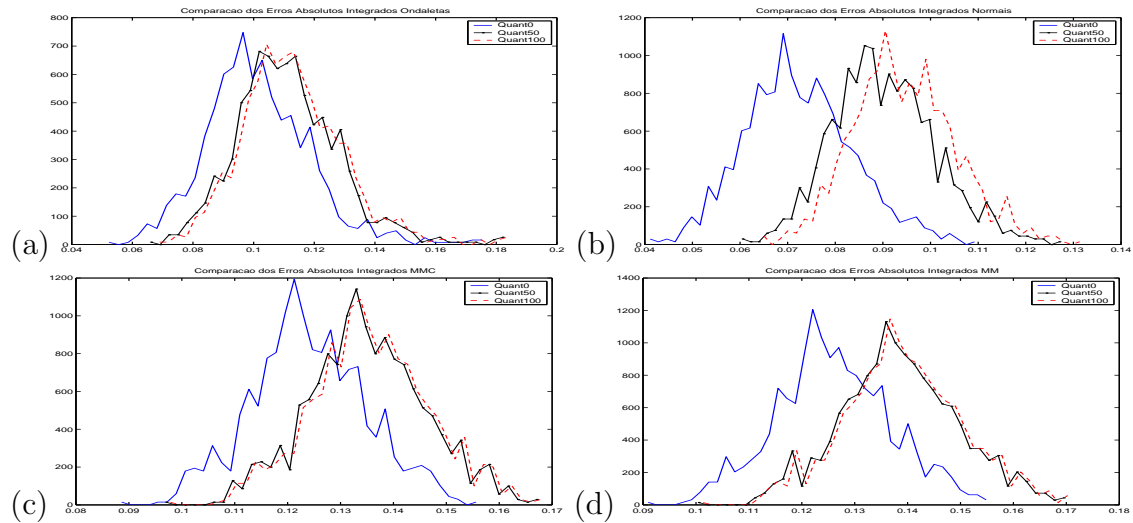 Comparacao dos Erros Absolutos Integrados Ondaletas
800
700
600
500
400
300
200
100
0
0.04 0.06 0.08 0.1 0.12 0.14 0.16 0.18 0.2
Quant0
Quant50
Quant100
(a)
Comparacao dos Erros Absolutos Integrados Normais
1200
1000
800
600
400
200
0
0.04 0.05 0.06 0.07 0.08 0.09 0.1 0.11 0.12 0.13 0.14
Quant0
Quant50
Quant100
(b)
Comparacao dos Erros Absolutos Integrados MMC
1200
1000
800
600
400
200
0
0.08 0.09 0.1 0.11 0.12 0.13 0.14 0.15 0.16 0.17
Quant0
Quant50
Quant100
(c)
Comparacao dos Erros Absolutos Integrados MM
1400
1200
1000
800
600
400
200
0
0.09 0.1 0.11 0.12 0.13 0.14 0.15 0.16 0.17 0.18
Quant0
Quant50
Quant100
(d)